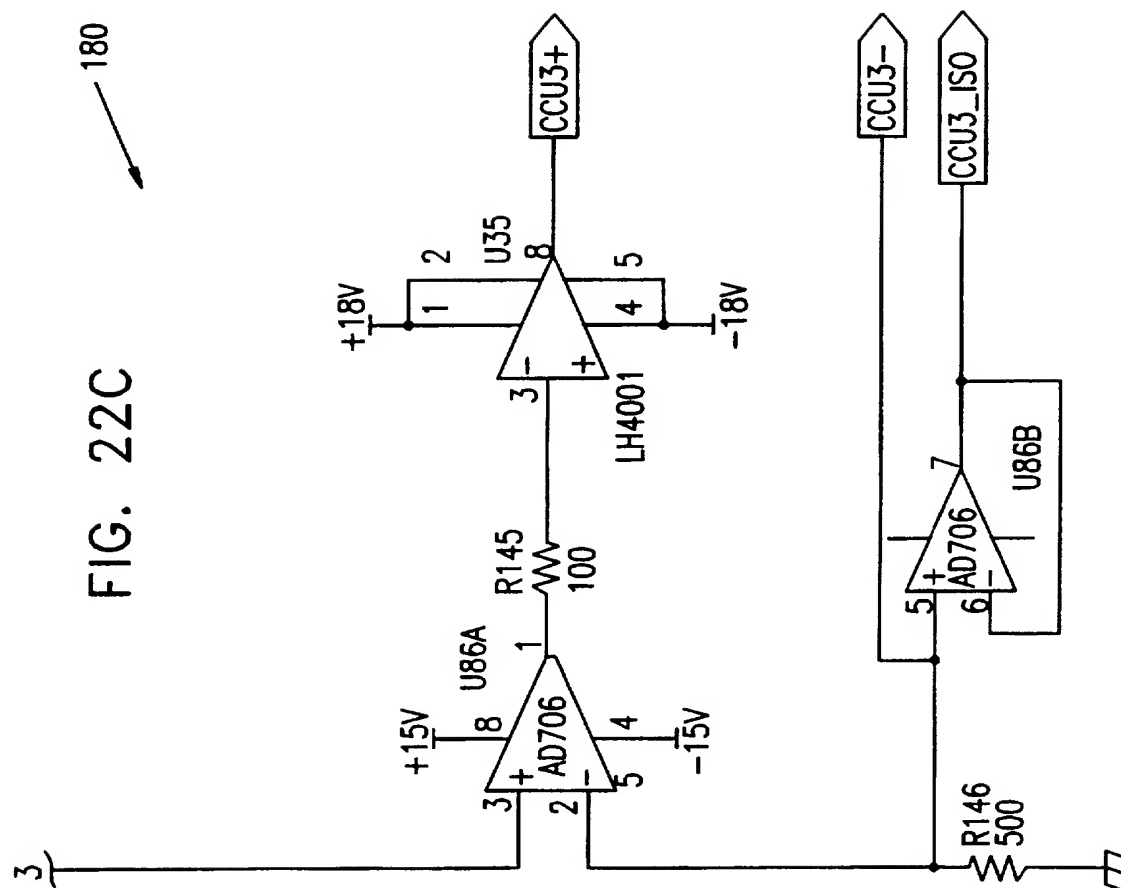 FIG. 22C
180
3
+15V
8
U86A
3
+
AD706
1
2
-
5
4
-15V
R145
100
+18V
1
2
U35
3
-
+
8
4
5
LH4001
-18V
CCU3+
CCU3-
CCU3_ISO
5
+
AD706
7
6
-
U86B
R146
500